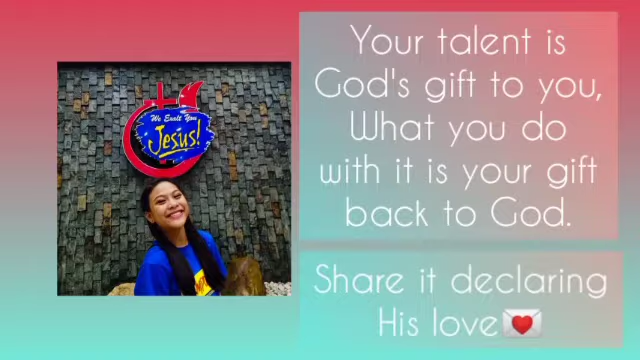 We Exalt You
Jesus!
Your talent is
God's gift to you,
What you do
with it is your gift
back to God.
Share it declaring
His love💌